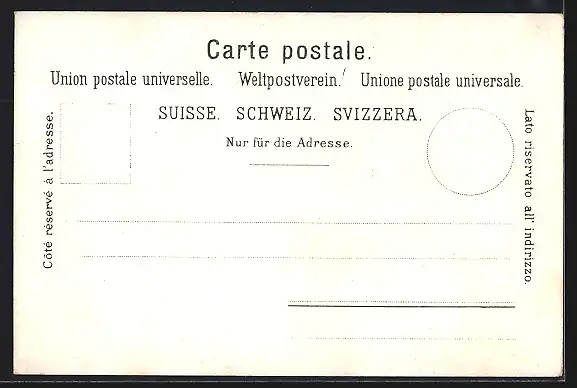 Carte postale.
Union postale universelle. Weltpostverein. Unione postale universale.
SUISSE. SCHWEIZ. SVIZZERA.
Nur für die Adresse.
Côté réservé à l'adresse.
Lato riservato all' indirizzo.